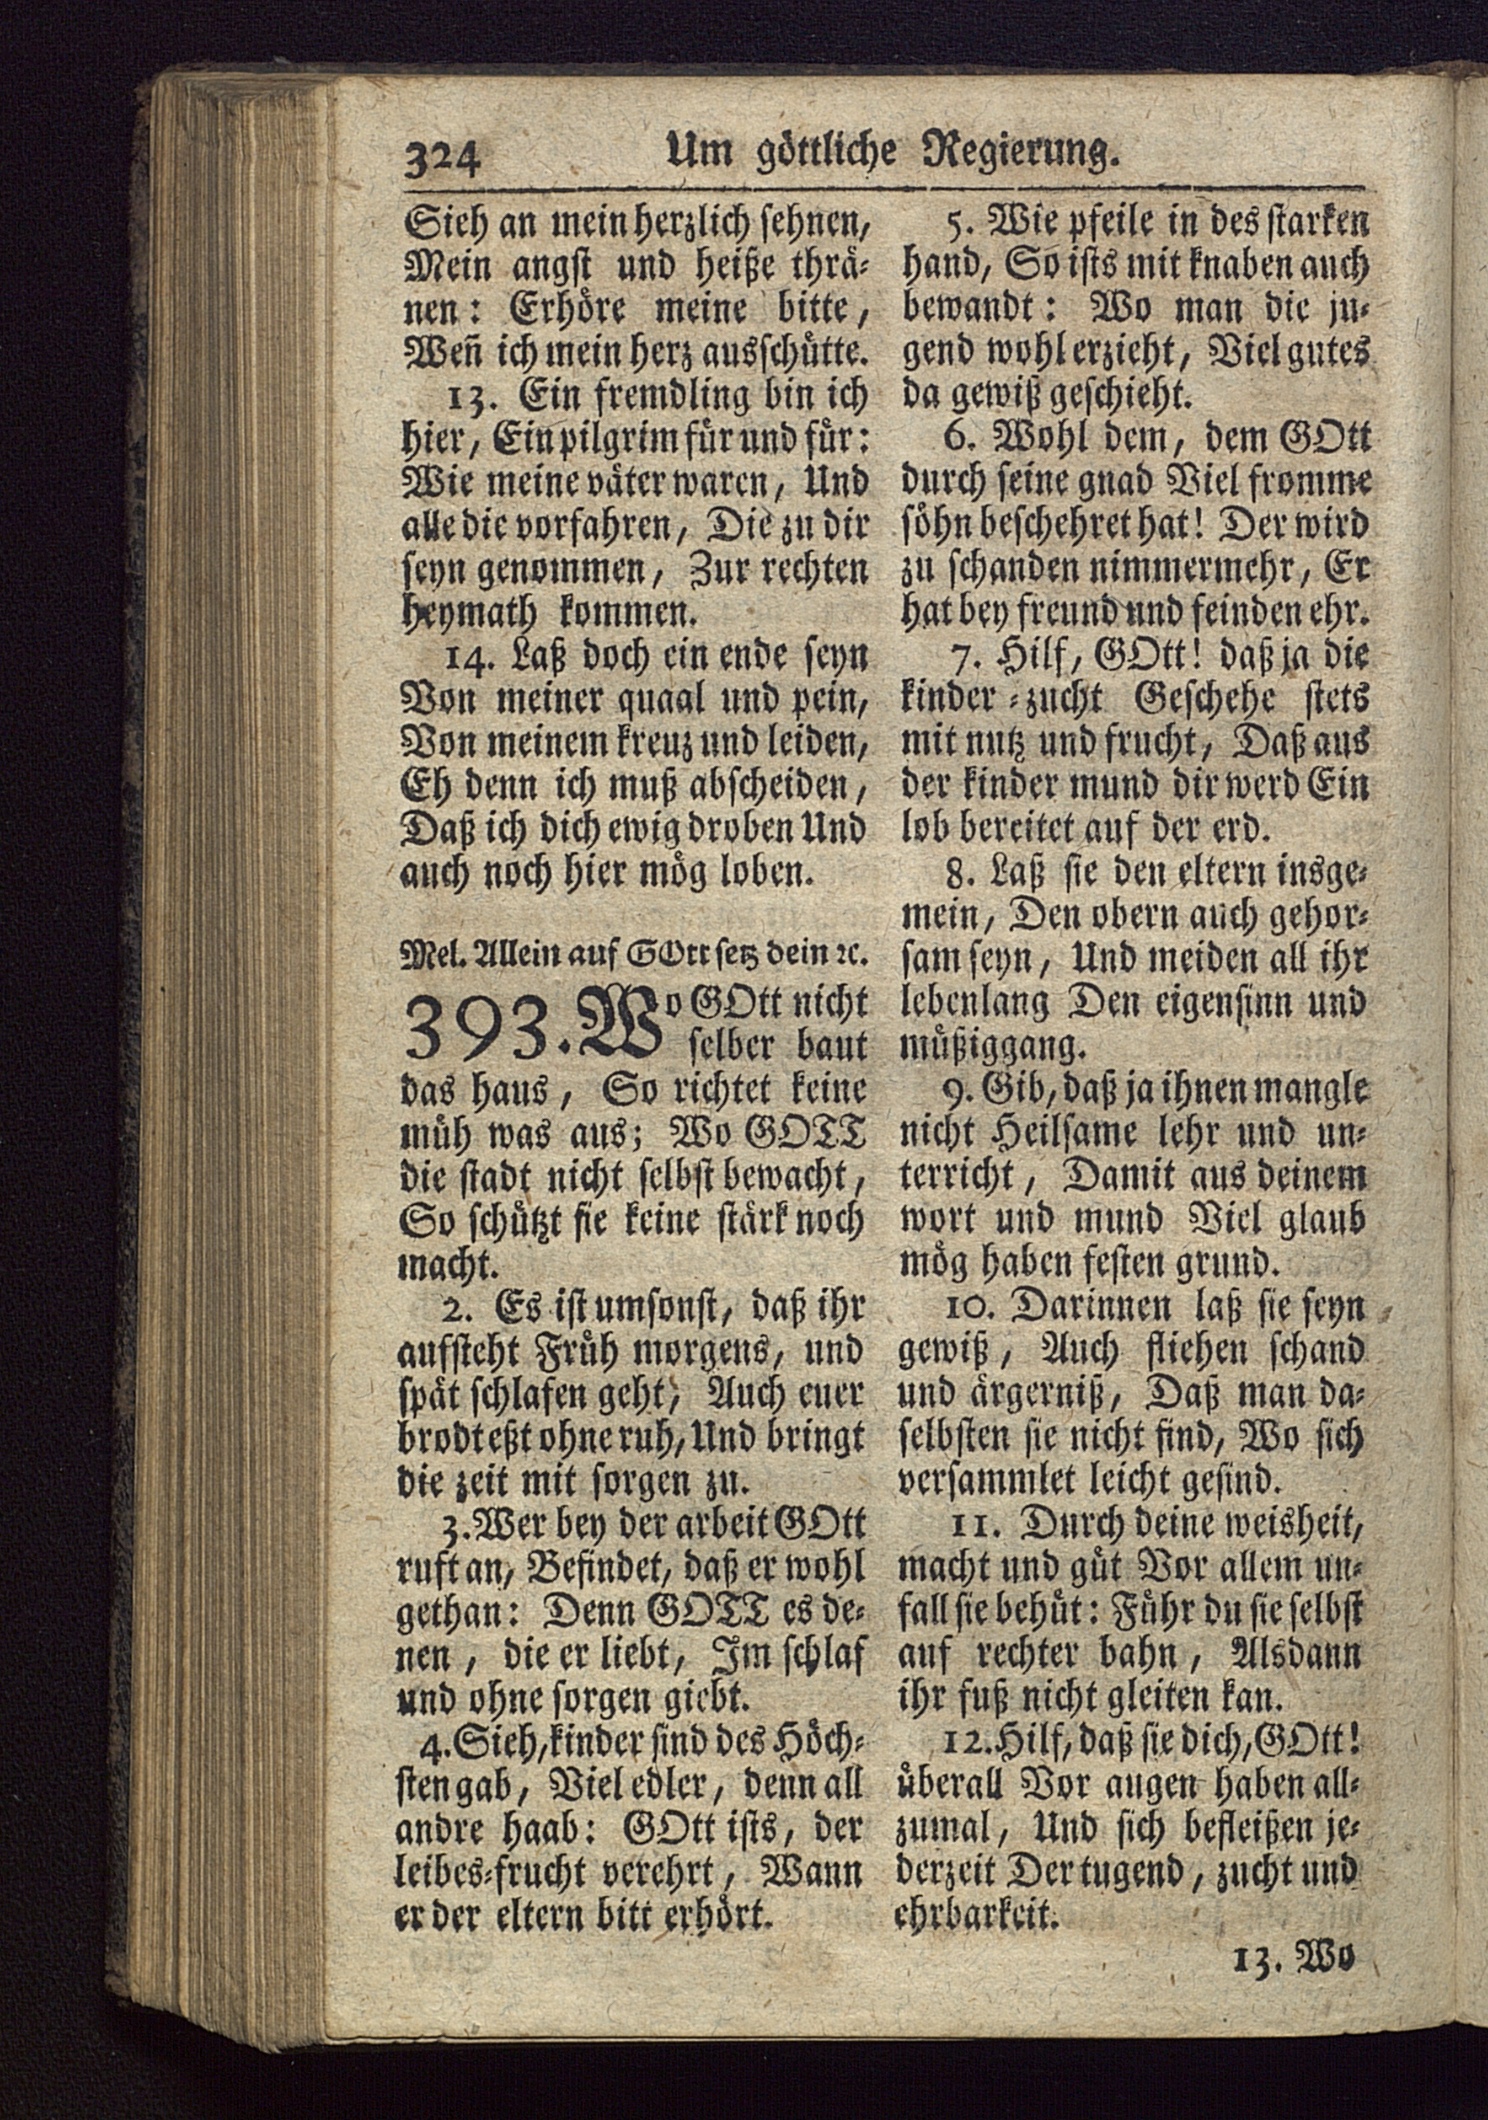 324 Um göttliche Regierung.
Sieh an mein herzlich sehnen,
Mein angst und heiße thrä-
nen: Erhöre meine bitte,
Weñ ich mein herz ausschütte.
13. Ein fremdling bin ich
hier, Ein pilgrim für und für:
Wie meine väter waren, Und
alle die vorfahren, Die zu dir
seyn genommen, Zur rechten
heymath kommen.
14. Laß doch ein ende seyn
Von meiner quaal und pein,
Von meinem kreuz und leiden,
Eh denn ich muß abscheiden,
Daß ich dich ewig droben Und
auch noch hier mög loben.
Mel. Allein auf GOtt setz dein ꝛc.
393. Wo GOtt nicht
selber baut
das haus, So richtet keine
müh was aus; Wo GOTT
die stadt nicht selbst bewacht,
So schützt sie keine stärk noch
macht.
2. Es ist umsonst, daß ihr
aufsteht Früh morgens, und
spät schlafen geht, Auch euer
brodt eßt ohne ruh, Und bringt
die zeit mit sorgen zu.
3. Wer bey der arbeit GOtt
ruft an, Befindet, daß er wohl
gethan: Denn GOTT es de-
nen, die er liebt, Im schlaf
und ohne sorgen giebt.
4. Sieh, kinder sind des Höch-
sten gab, Viel edler, denn all
andre haab: GOtt ists, der
leibes-frucht verehrt, Wann
er der eltern bitt erhört.
5. Wie pfeile in des starken
hand, So ists mit knaben auch
bewandt: Wo man die ju-
gend wohl erzieht, Viel gutes
da gewiß geschieht.
6. Wohl dem, dem GOtt
durch seine gnad Viel fromme
söhn beschehret hat! Der wird
zu schanden nimmermehr, Er
hat bey freund und feinden ehr.
7. Hilf, GOtt! daß ja die
kinder-zucht Geschehe stets
mit nutz und frucht, Daß aus
der kinder mund dir werd Ein
lob bereitet auf der erd.
8. Laß sie den eltern insge-
mein, Den obern auch gehor-
sam seyn, Und meiden all ihr
lebenlang Den eigensinn und
müßiggang.
9. Gib, daß ja ihnen mangle
nicht Heilsame lehr und un-
terricht, Damit aus deinem
wort und mund Viel glaub
mög haben festen grund.
10. Darinnen laß sie seyn
gewiß, Auch fliehen schand
und ärgerniß, Daß man da-
selbsten sie nicht find, Wo sich
versammlet leicht gesind.
11. Durch deine weisheit,
macht und güt Vor allem un-
fall sie behüt: Führ du sie selbst
auf rechter bahn, Alsdann
ihr fuß nicht gleiten kan.
12. Hilf, daß sie dich, GOtt!
überall Vor augen haben all-
zumal, Und sich befleißen je-
derzeit Der tugend, zucht und
ehrbarkeit.
13. Wo